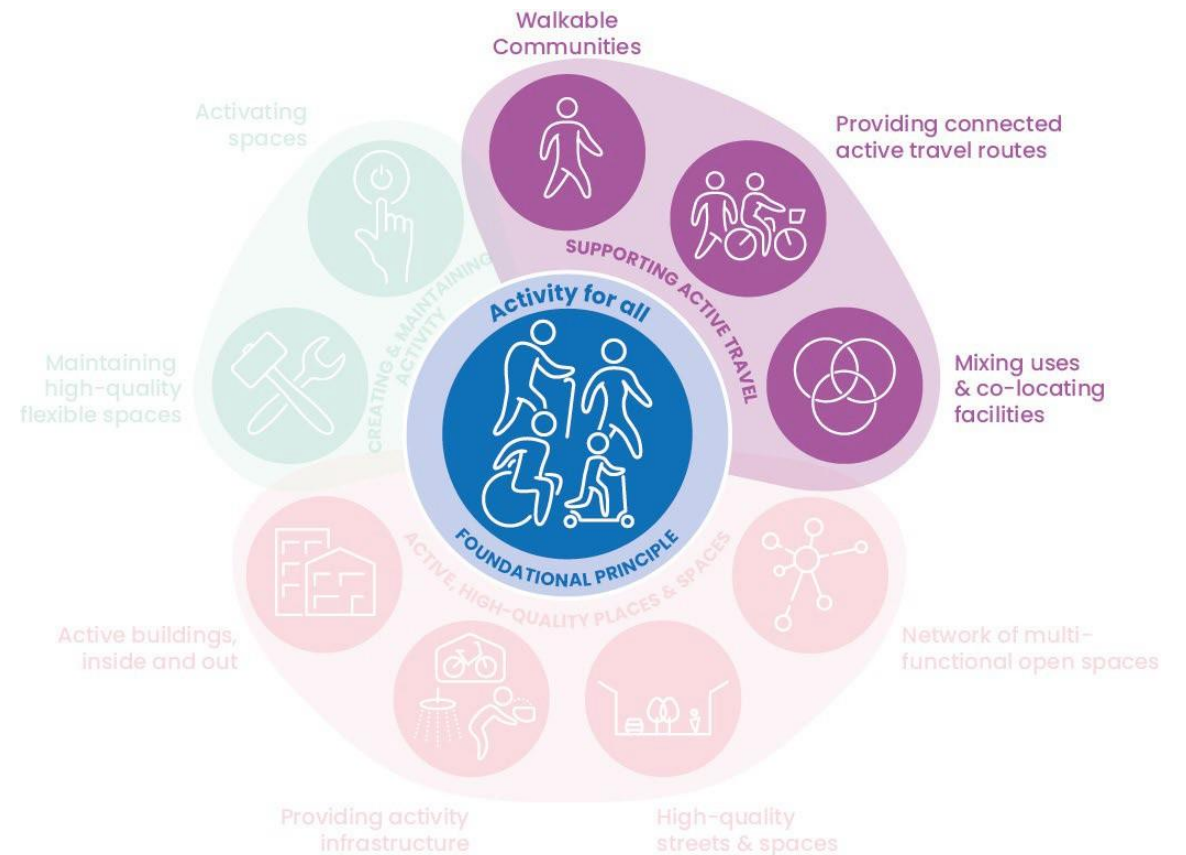 Walkable
Communities
Activating
spaces
Providing connected
active travel routes
SUPPORTING ACTIVE TRAVEL
CREATING & MAINTAINING
ACTIVITY
Activity for all
Maintaining
high-quality
flexible spaces
Mixing uses
& co-locating
facilities
FOUNDATIONAL PRINCIPLE
ACTIVE, HIGH-QUALITY PLACES & SPACES
Active buildings,
inside and out
Network of multi-
functional open spaces
Providing activity
infrastructure
High-quality
streets & spaces